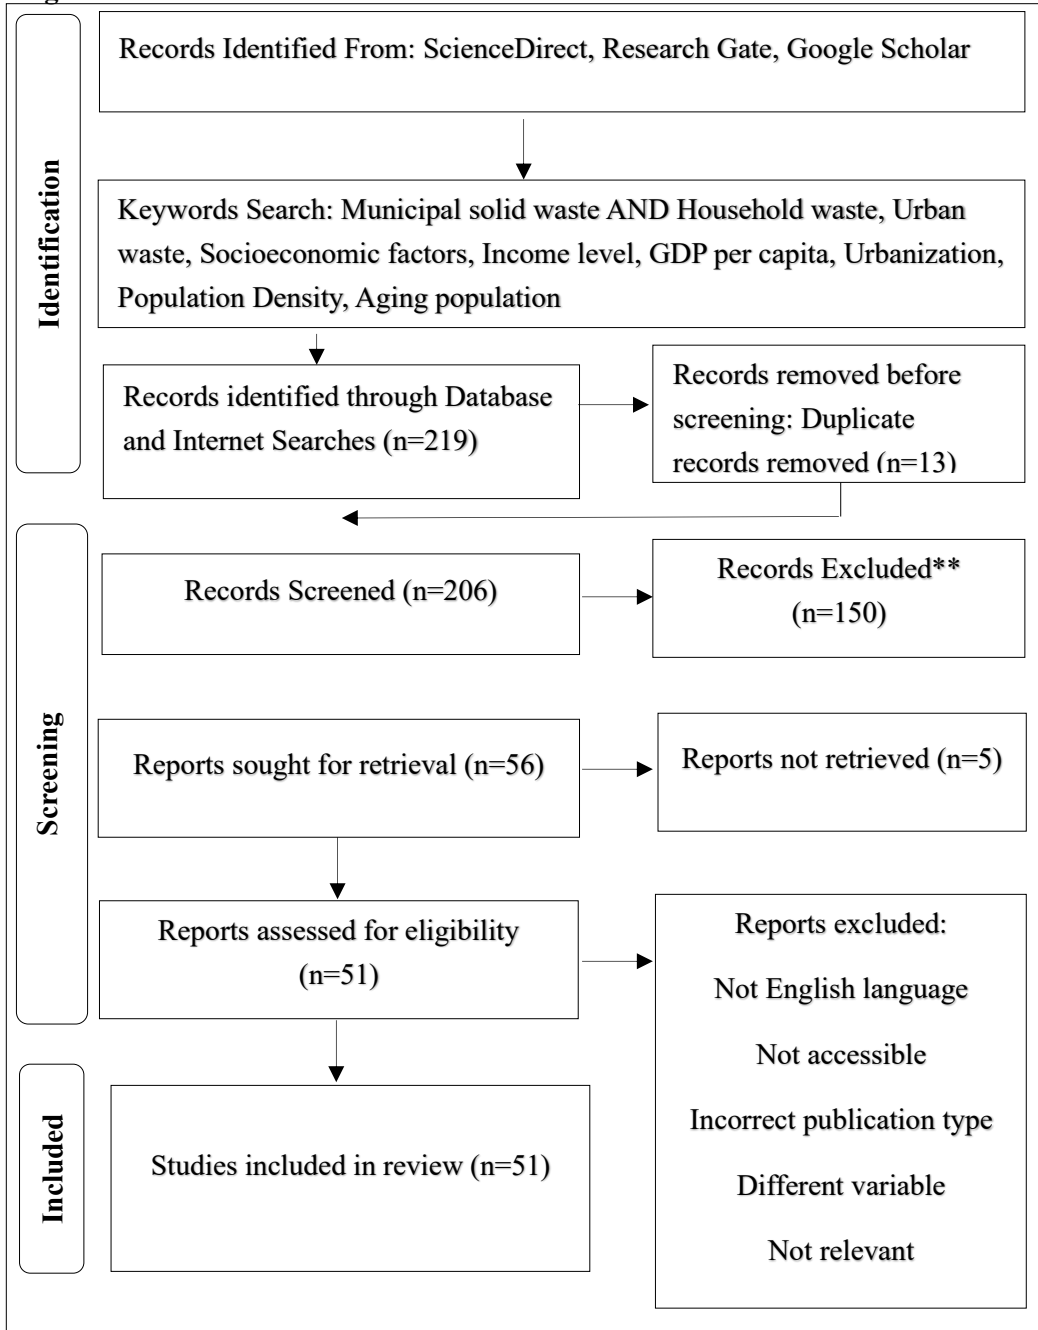 Identification
Records Identified From: ScienceDirect, Research Gate, Google Scholar
Keywords Search: Municipal solid waste AND Household waste, Urban
waste, Socioeconomic factors, Income level, GDP per capita, Urbanization,
Population Density, Aging population
Records identified through Database
and Internet Searches (n=219)
Records removed before
screening: Duplicate
records removed (n=13)
Screening
Records Screened (n=206)
Records Excluded**
(n=150)
Reports sought for retrieval (n=56)
Reports not retrieved (n=5)
Reports assessed for eligibility
(n=51)
Reports excluded:
Not English language
Not accessible
Incorrect publication type
Different variable
Not relevant
Included
Studies included in review (n=51)